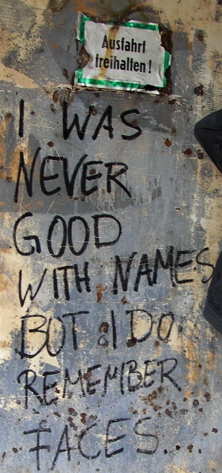 Ausfahrt
freihalten!
I WAS
NEVER
GOOD
WITH NAMES
BUT I DO
REMEMBER
FACES...